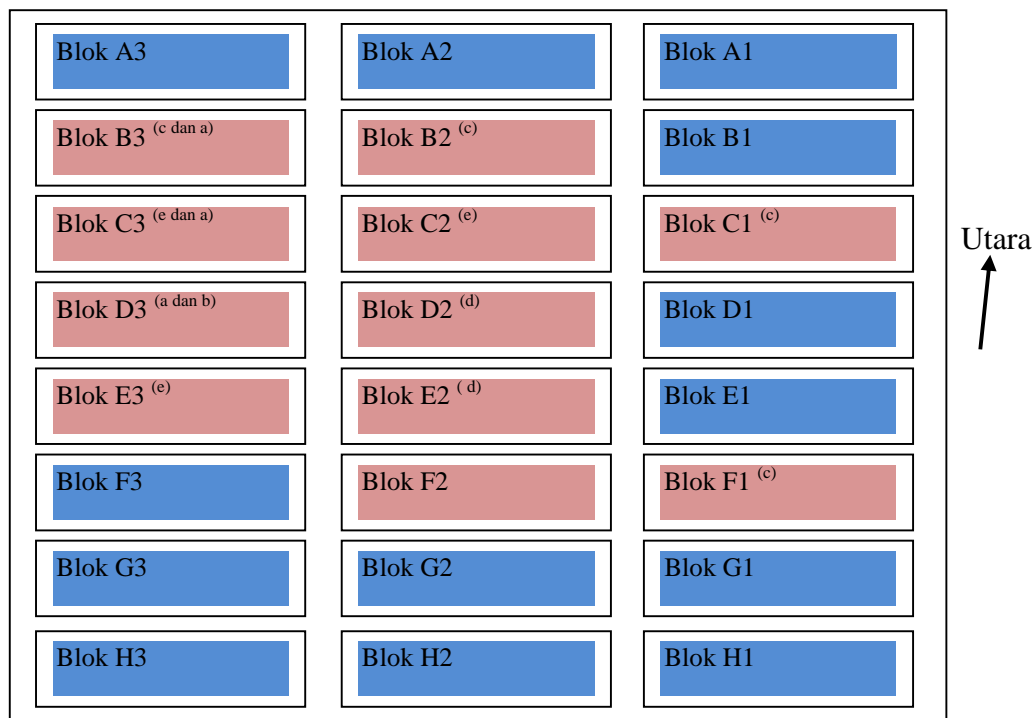 Blok A3 Blok A2 Blok A1
Blok B3 (c dan a) Blok B2 (c) Blok B1
Blok C3 (e dan a) Blok C2 (e) Blok C1 (c)
Utara
Blok D3 (a dan b) Blok D2 (d) Blok D1
Blok E3 (e) Blok E2 ( d) Blok E1
Blok F3 Blok F2 Blok F1 (c)
Blok G3 Blok G2 Blok G1
Blok H3 Blok H2 Blok H1